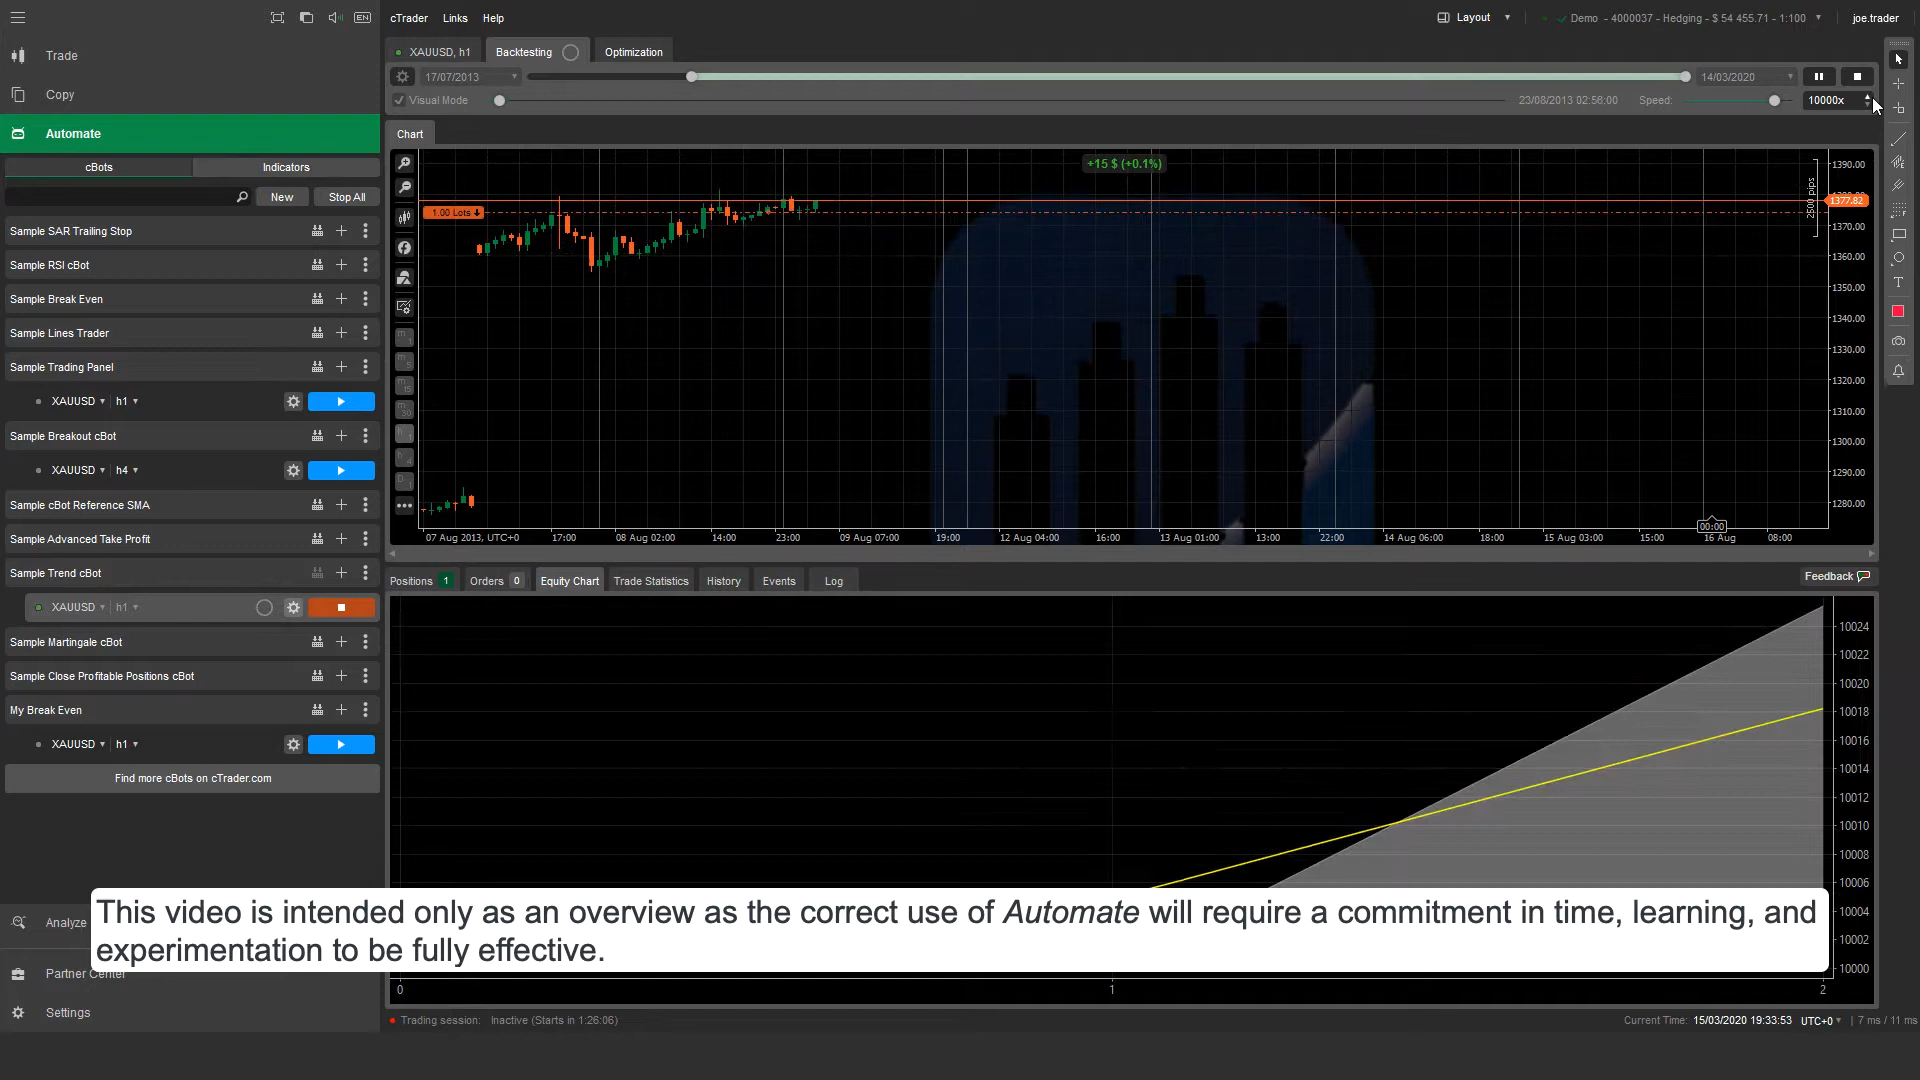 EN
cTrader Links Help
Layout
Demo - 4000037 - Hedging - $ 54 455.71 - 1:100
joe.trader
Trade
Copy
Automate
cBots Indicators
New Stop All
Sample SAR Trailing Stop
Sample RSI cBot
Sample Break Even
Sample Lines Trader
Sample Trading Panel
XAUUSD h1
Sample Breakout cBot
XAUUSD h4
Sample cBot Reference SMA
Sample Advanced Take Profit
Sample Trend cBot
XAUUSD h1
Sample Martingale cBot
Sample Close Profitable Positions cBot
My Break Even
XAUUSD h1
Find more cBots on cTrader.com
Analyze
Partner Center
Settings
XAUUSD, h1 Backtesting Optimization
17/07/2013 14/03/2020
Visual Mode 23/08/2013 02:56:00 Speed: 10000x
Chart
+15 $ (+0.1%)
1.00 Lots
2500 pips
1390.00
1377.82
1370.00
1360.00
1350.00
1340.00
1330.00
1320.00
1310.00
1300.00
1290.00
1280.00
m1
m5
m15
m30
h1
h4
D1
T
00:00
07 Aug 2013, UTC+0 17:00 08 Aug 02:00 14:00 23:00 09 Aug 07:00 19:00 12 Aug 04:00 16:00 13 Aug 01:00 13:00 22:00 14 Aug 06:00 18:00 15 Aug 03:00 15:00 16 Aug 08:00
Positions 1 Orders 0 Equity Chart Trade Statistics History Events Log
Feedback
10024
10022
10020
10018
10016
10014
10012
10010
10008
10006
10004
10002
10000
0 1 2
This video is intended only as an overview as the correct use of Automate will require a commitment in time, learning, and
experimentation to be fully effective.
Trading session: Inactive (Starts in 1:26:06)
Current Time: 15/03/2020 19:33:53 UTC+0 | 7 ms / 11 ms